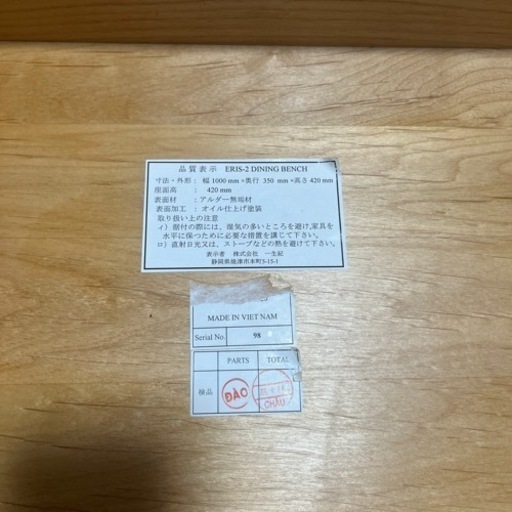 品質表示 ERIS-2 DINING BENCH
寸法・外形： 幅 1000 mm ×奥行 350 mm ×高さ 420 mm
座面高 ： 420 mm
表面材 ： アルダー無垢材
表面加工 ： オイル仕上げ塗装
取り扱い上の注意
イ）据付の際には、湿気の多いところを避け,家具を
水平に保つために必要な措置を講じて下さい。
ロ）直射日光又は、ストーブなどの熱を避けて下さい。
表示者 株式会社 一生紀
静岡県焼津市本町5-15-1
MADE IN VIET NAM
Serial No. 98
PARTS TOTAL
検品 ĐÀO CHÂU